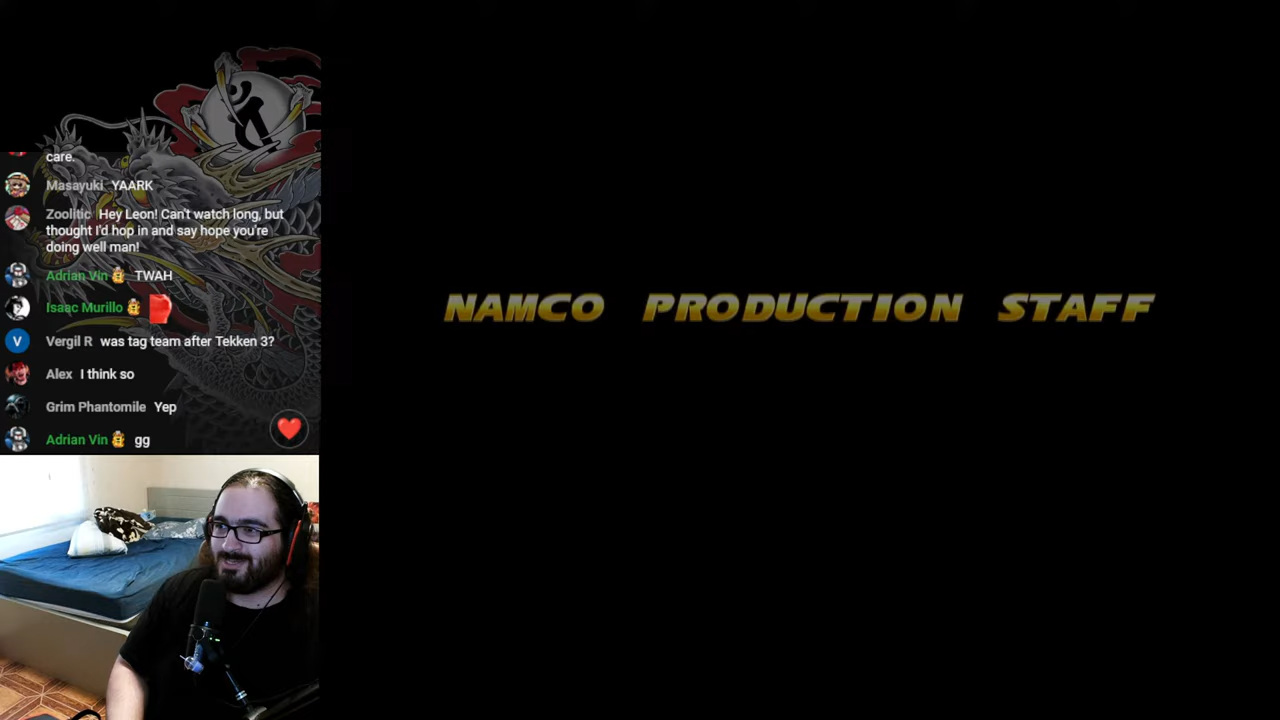 care.
Masayuki YAARK
Zoolitic Hey Leon! Can't watch long, but
thought I'd hop in and say hope you're
doing well man!
Adrian Vin TWAH
Isaac Murillo
V Vergil R was tag team after Tekken 3?
Alex I think so
Grim Phantomile Yep
Adrian Vin gg
NAMCO PRODUCTION STAFF